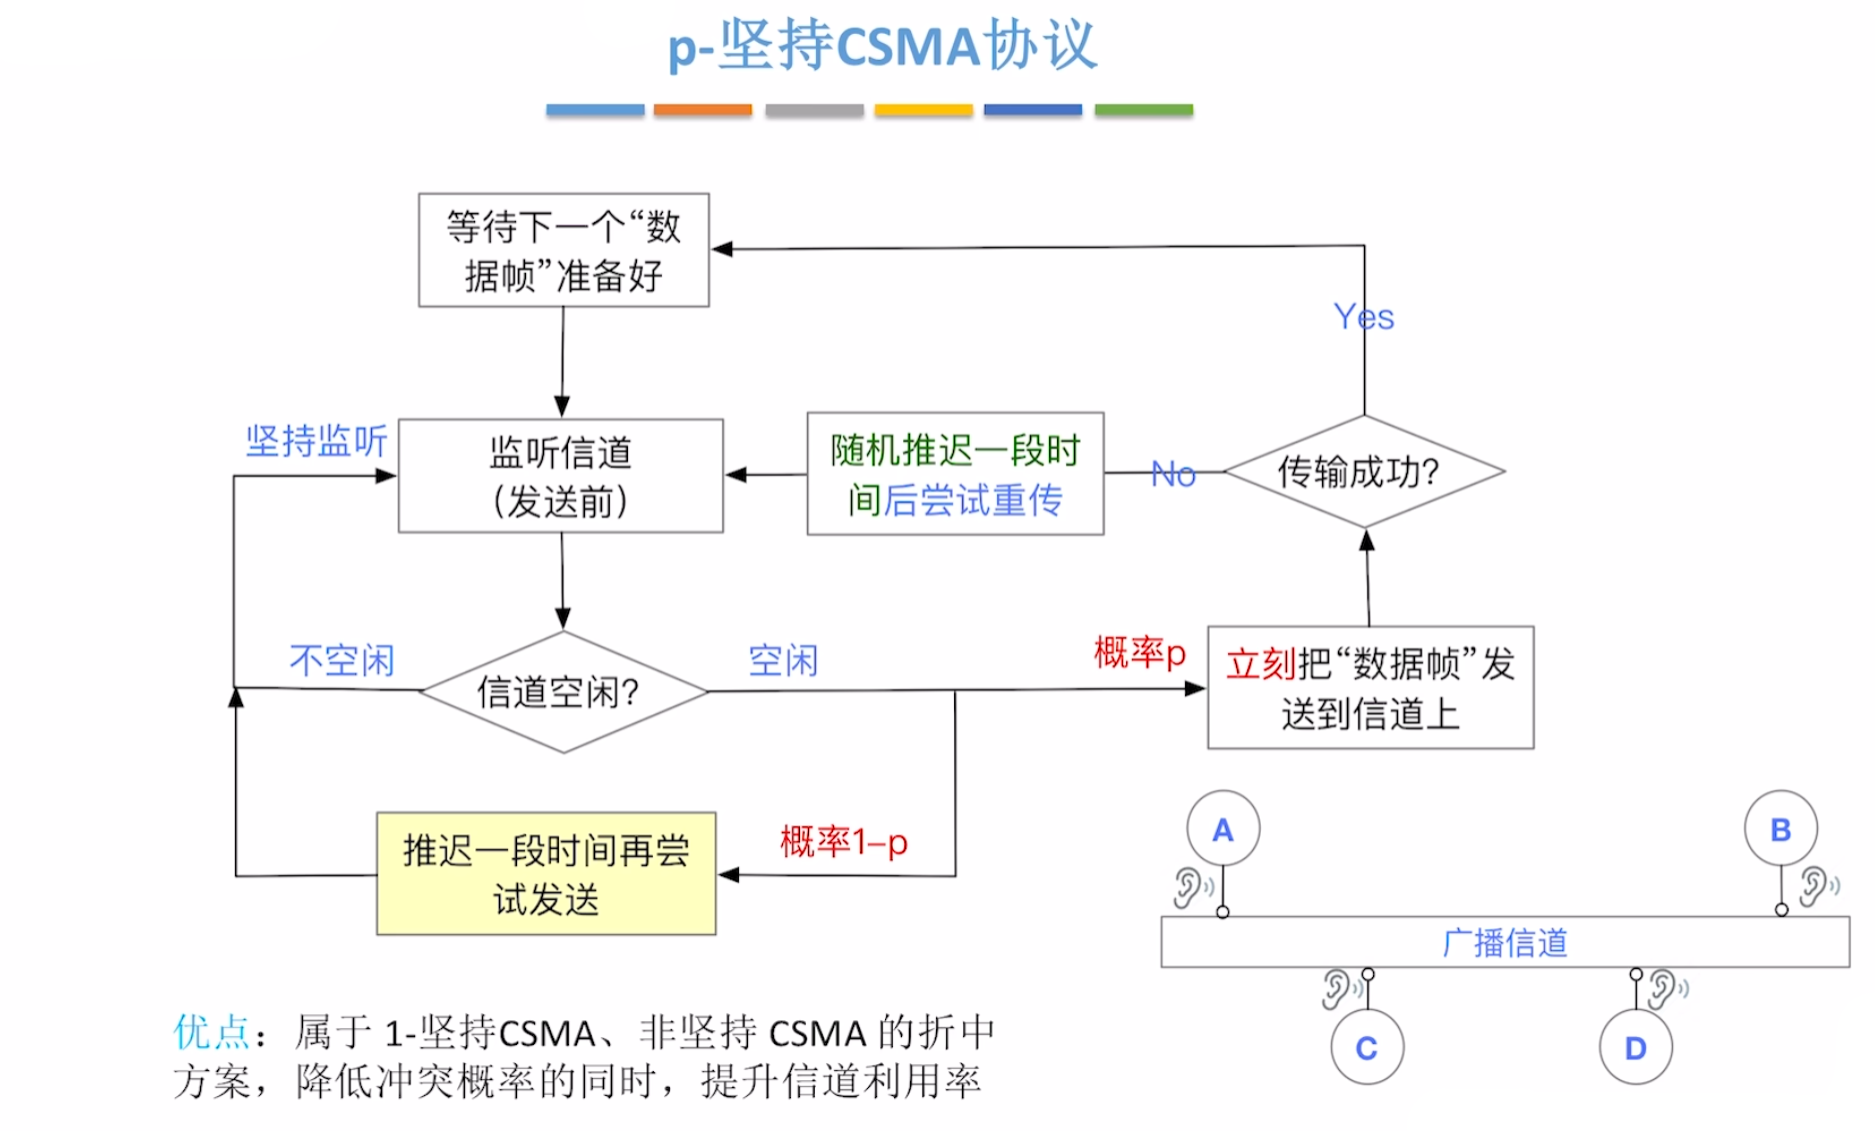 p-坚持CSMA协议
等待下一个“数
据帧”准备好
Yes
坚持监听
监听信道
（发送前）
随机推迟一段时
间后尝试重传
No
传输成功?
不空闲
信道空闲?
空闲
概率p
立刻把“数据帧”发
送到信道上
推迟一段时间再尝
试发送
概率1-p
A
B
广播信道
C
D
优点：属于 1-坚持CSMA、非坚持 CSMA 的折中
方案，降低冲突概率的同时，提升信道利用率